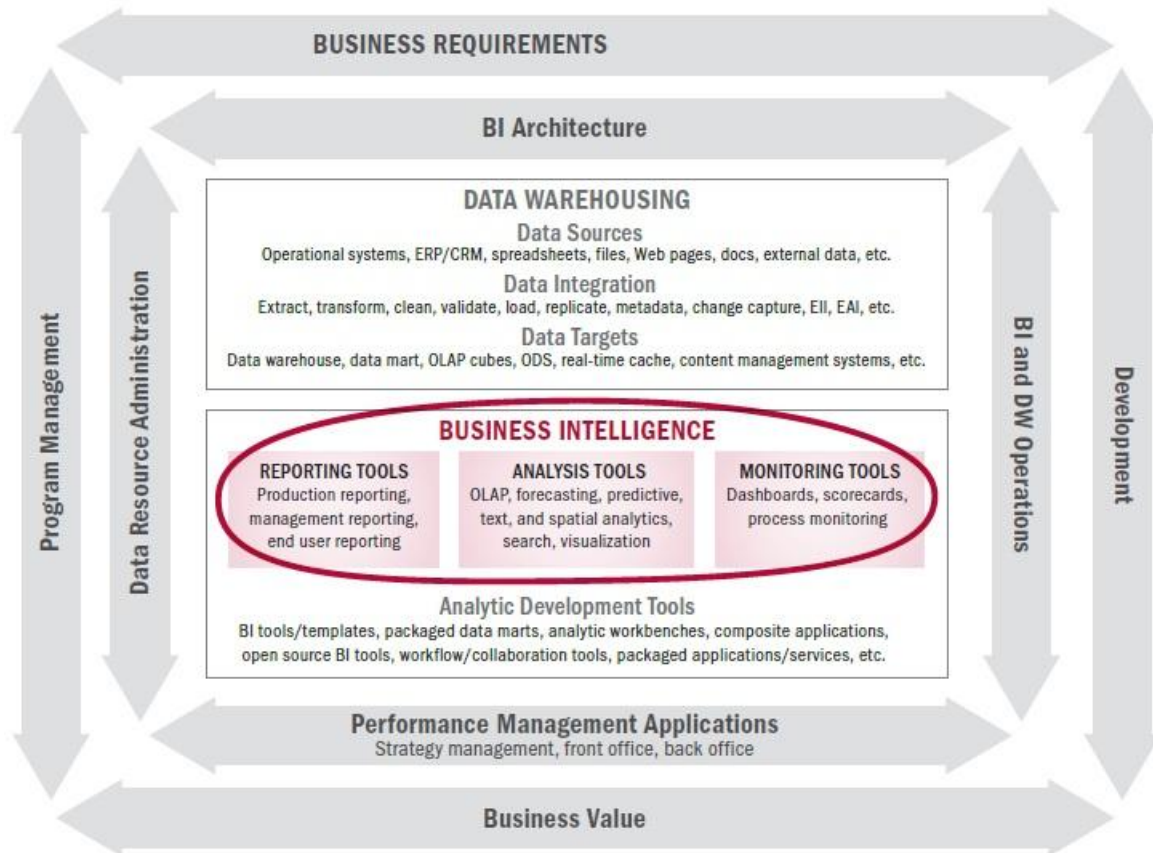 BUSINESS REQUIREMENTS
BI Architecture
Program Management
Data Resource Administration
DATA WAREHOUSING
Data Sources
Operational systems, ERP/CRM, spreadsheets, files, Web pages, docs, external data, etc.
Data Integration
Extract, transform, clean, validate, load, replicate, metadata, change capture, EII, EAI, etc.
Data Targets
Data warehouse, data mart, OLAP cubes, ODS, real-time cache, content management systems, etc.
BUSINESS INTELLIGENCE
REPORTING TOOLS
Production reporting,
management reporting,
end user reporting
ANALYSIS TOOLS
OLAP, forecasting, predictive,
text, and spatial analytics,
search, visualization
MONITORING TOOLS
Dashboards, scorecards,
process monitoring
Analytic Development Tools
BI tools/templates, packaged data marts, analytic workbenches, composite applications,
open source BI tools, workflow/collaboration tools, packaged applications/services, etc.
BI and DW Operations
Development
Performance Management Applications
Strategy management, front office, back office
Business Value